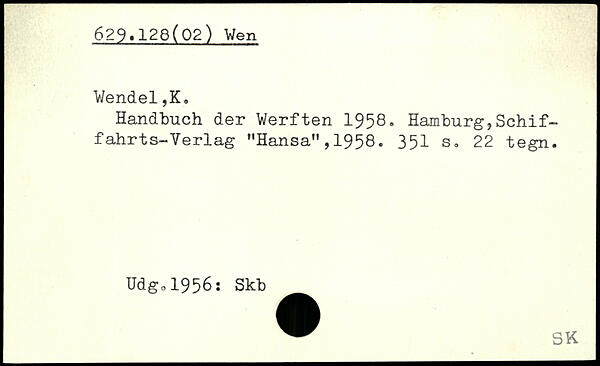 629.128(02) Wen
Wendel,K.
Handbuch der Werften 1958. Hamburg,Schif-
fahrts-Verlag "Hansa",1958. 351 s. 22 tegn.
Udg.1956: Skb
SK